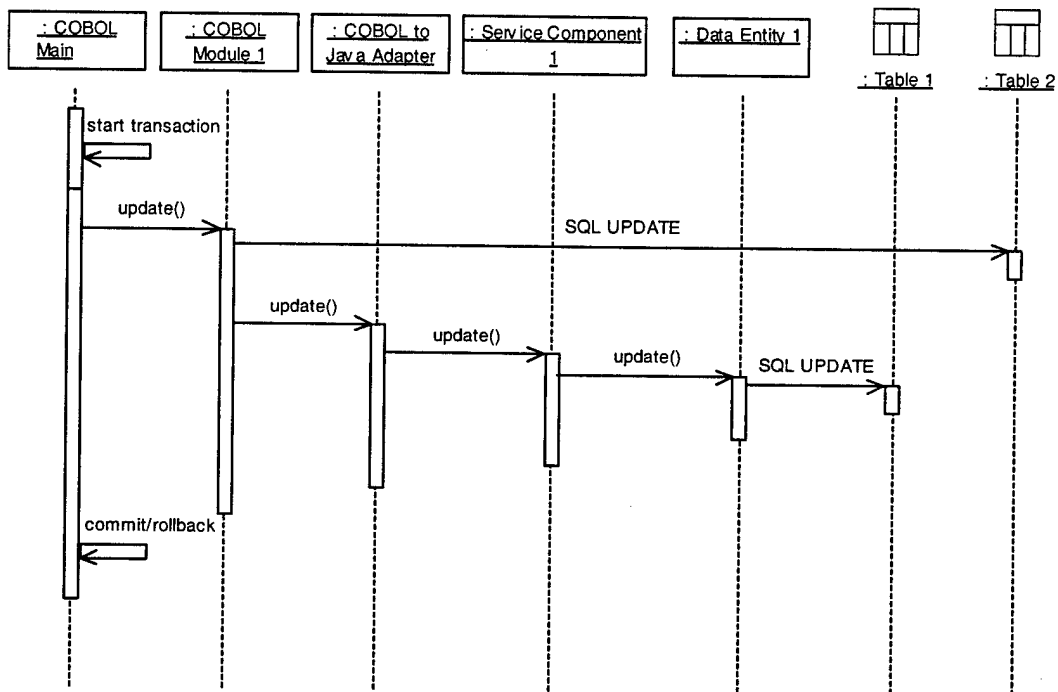 : COBOL
Main
: COBOL
Module 1
: COBOL to
Java Adapter
: Service Component
1
: Data Entity 1
: Table 1
: Table 2
start transaction
update()
SQL UPDATE
update()
update()
update()
SQL UPDATE
commit/rollback